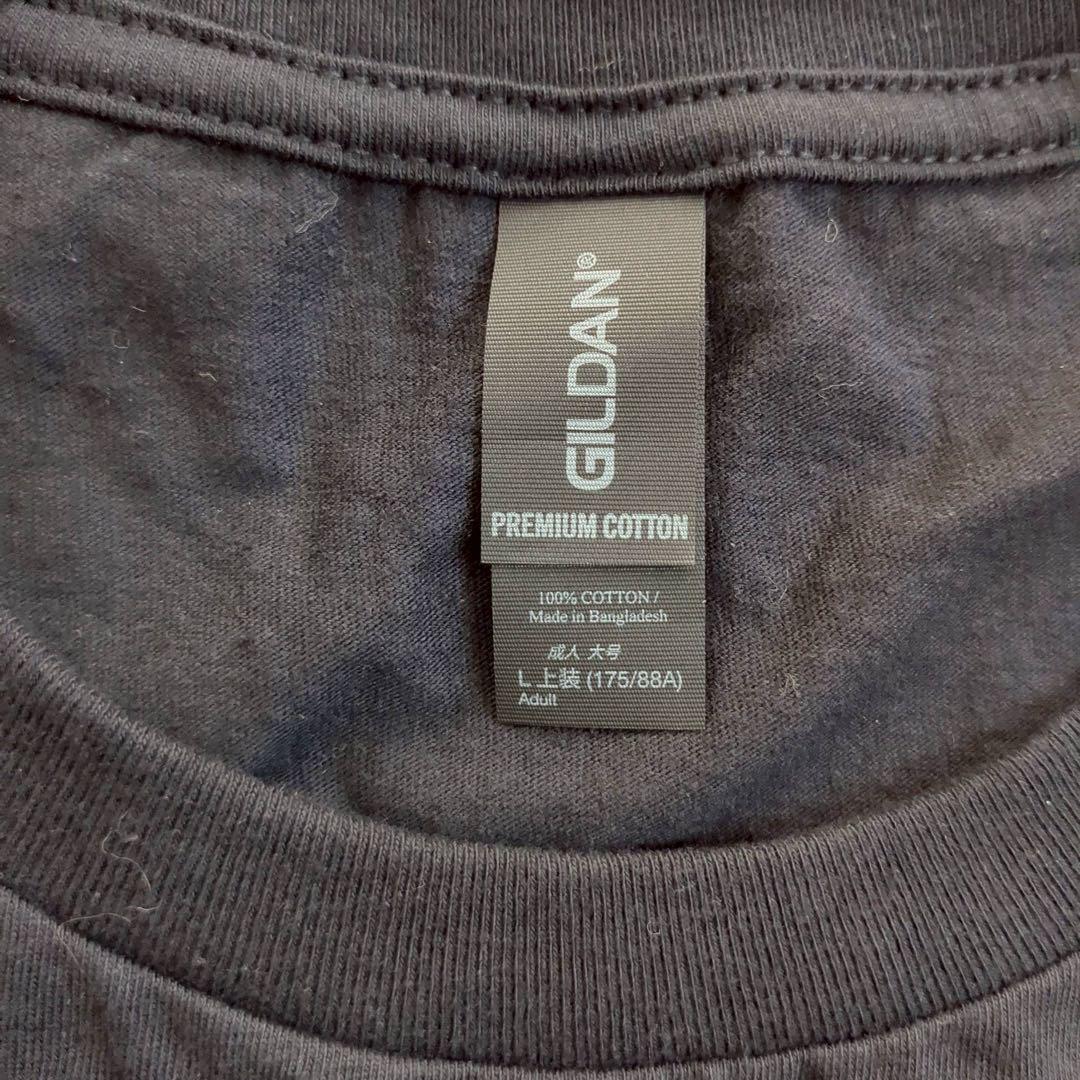 GILDAN®
PREMIUM COTTON
100% COTTON /
Made in Bangladesh
成人 大号
L 上装 (175/88A)
Adult